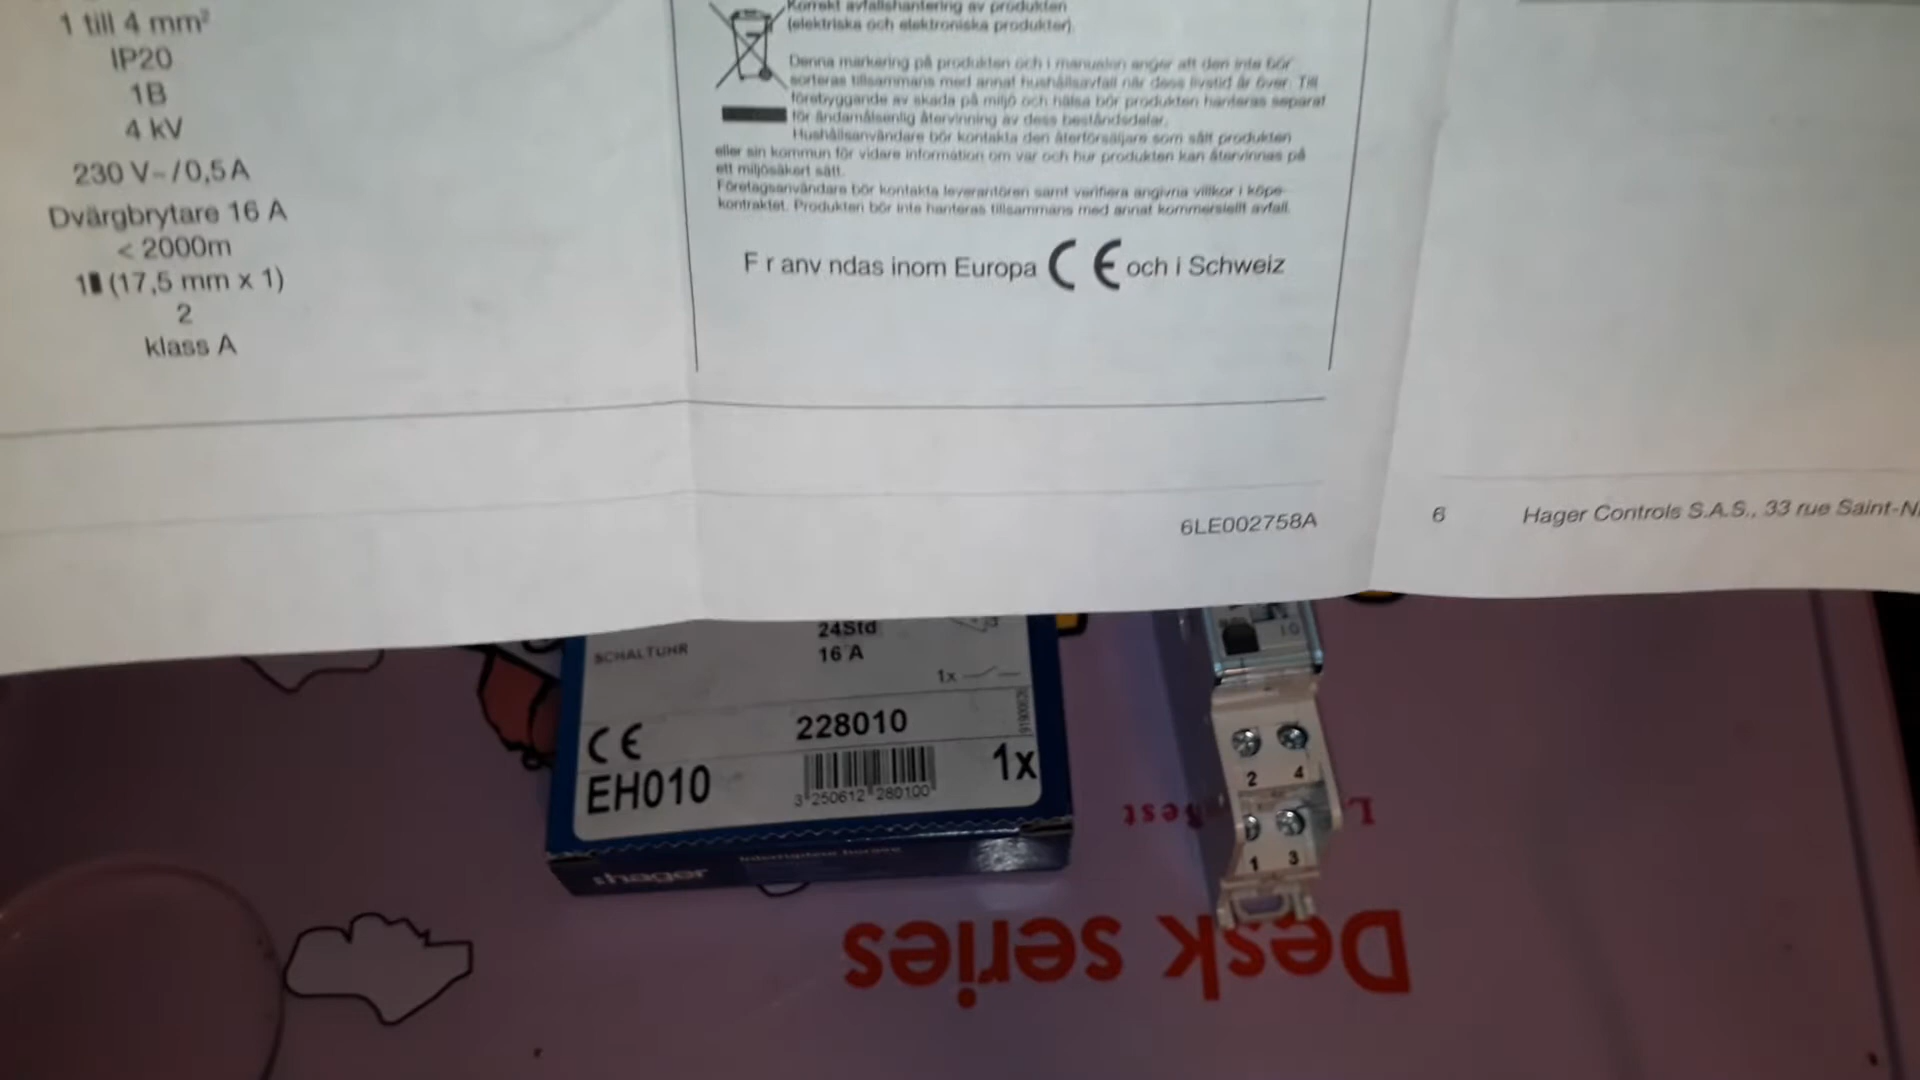 1 till 4 mm²
IP20
1B
4 kV
230 V~/0,5A
Dvärgbrytare 16 A
< 2000m
1 (17,5 mm x 1)
2
klass A
Korrekt avfallshantering av produkten
(elektriska och elektroniska produkter).
Denna märkning på produkten och i manualen anger att den inte bör
sorteras tillsammans med annat hushållsavfall när dess livstid är över. Till
förebyggande av skada på miljö och hälsa bör produkten hanteras separat
för ändamålsenlig återvinning av dess beståndsdelar.
Hushållsanvändare bör kontakta den återförsäljare som sålt produkten
eller sin kommun för vidare information om var och hur produkten kan återvinnas på
ett miljösäkert sätt.
Företagsanvändare bör kontakta leverantören samt verifiera angivna villkor i köpe-
kontraktet. Produkten bör inte hanteras tillsammans med annat kommersiellt avfall.
F r anv ndas inom Europa CE och i Schweiz
6LE002758A
6 Hager Controls S.A.S., 33 rue Saint-Ni
SCHALTUHR
24Std
16 A
1x
CE
228010
EH010
3 250612 280100
1x
:hager
Interrupteur horaire
10
2 4
1 3
Desk series